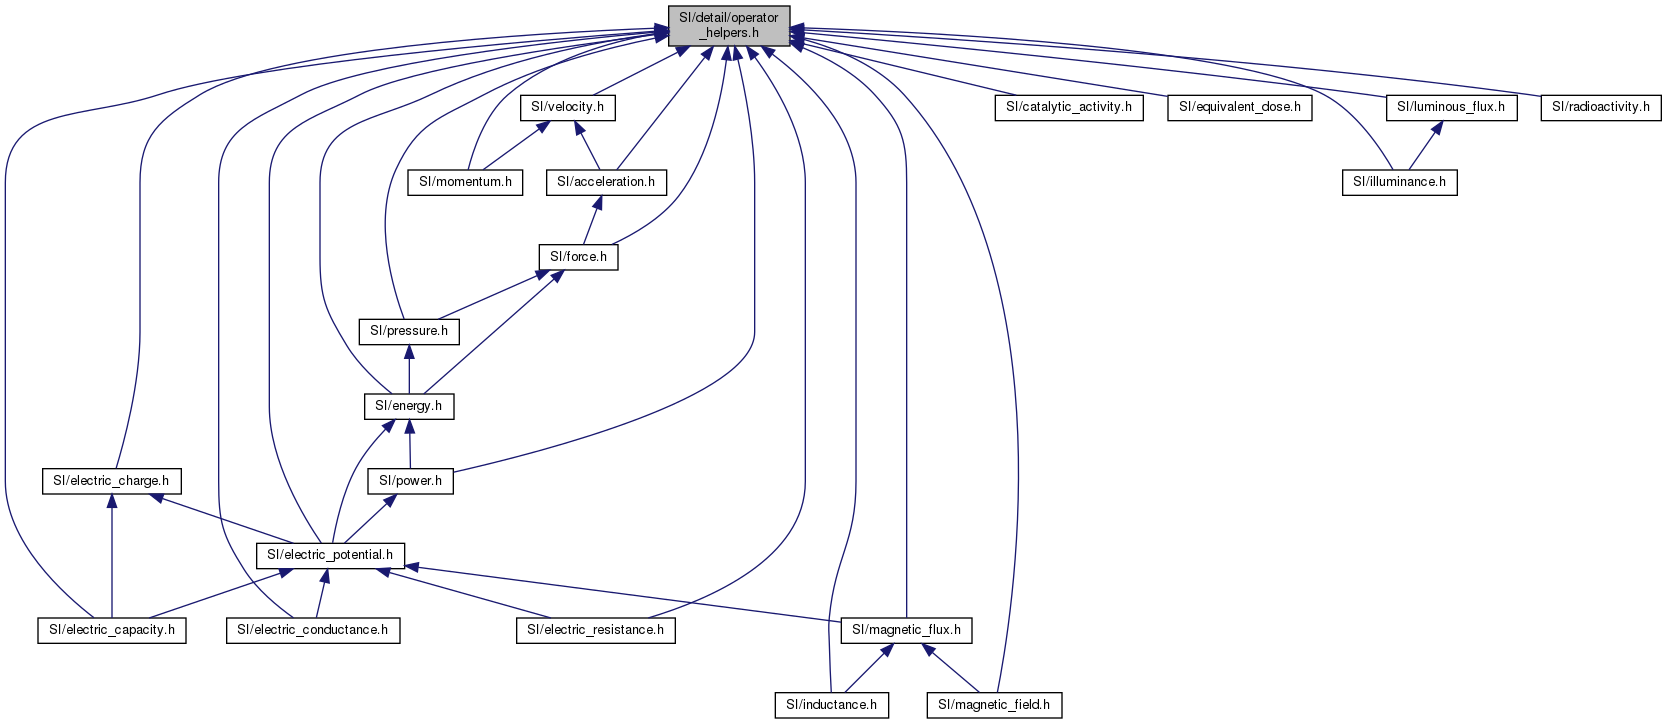 SI/detail/operator
_helpers.h
SI/velocity.h
SI/catalytic_activity.h
SI/equivalent_dose.h
SI/luminous_flux.h
SI/radioactivity.h
SI/momentum.h
SI/acceleration.h
SI/illuminance.h
SI/force.h
SI/pressure.h
SI/energy.h
SI/electric_charge.h
SI/power.h
SI/electric_potential.h
SI/electric_capacity.h
SI/electric_conductance.h
SI/electric_resistance.h
SI/magnetic_flux.h
SI/inductance.h
SI/magnetic_field.h